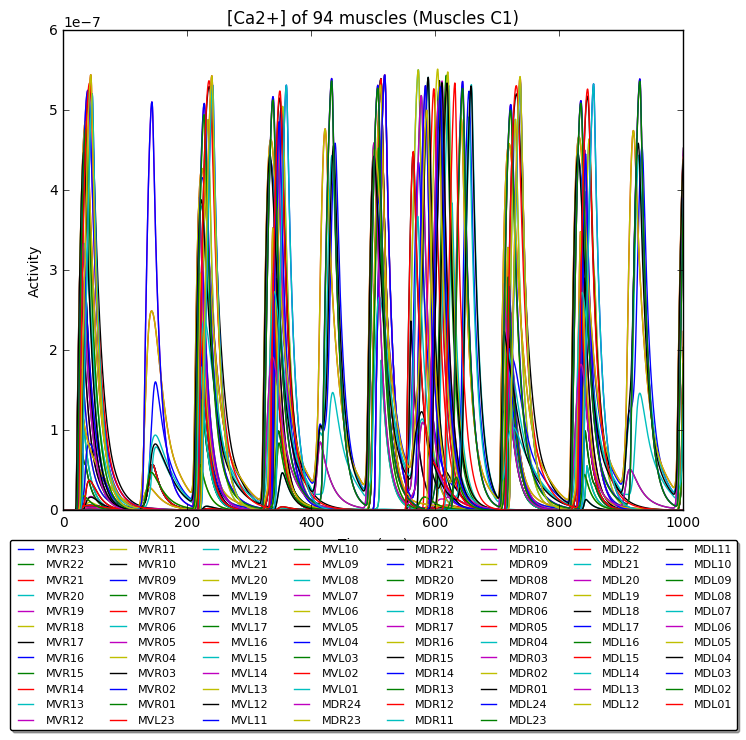 [Ca2+] of 94 muscles (Muscles C1)
1e−7
6
5
4
3
2
1
0
Activity
0 200 400 600 800 1000
MVR23 MVR11 MVL22 MVL10 MDR22 MDR10 MDL22 MDL11
MVR22 MVR10 MVL21 MVL09 MDR21 MDR09 MDL21 MDL10
MVR21 MVR09 MVL20 MVL08 MDR20 MDR08 MDL20 MDL09
MVR20 MVR08 MVL19 MVL07 MDR19 MDR07 MDL19 MDL08
MVR19 MVR07 MVL18 MVL06 MDR18 MDR06 MDL18 MDL07
MVR18 MVR06 MVL17 MVL05 MDR17 MDR05 MDL17 MDL06
MVR17 MVR05 MVL16 MVL04 MDR16 MDR04 MDL16 MDL05
MVR16 MVR04 MVL15 MVL03 MDR15 MDR03 MDL15 MDL04
MVR15 MVR03 MVL14 MVL02 MDR14 MDR02 MDL14 MDL03
MVR14 MVR02 MVL13 MVL01 MDR13 MDR01 MDL13 MDL02
MVR13 MVR01 MVL12 MDR24 MDR12 MDL24 MDL12 MDL01
MVR12 MVL23 MVL11 MDR23 MDR11 MDL23